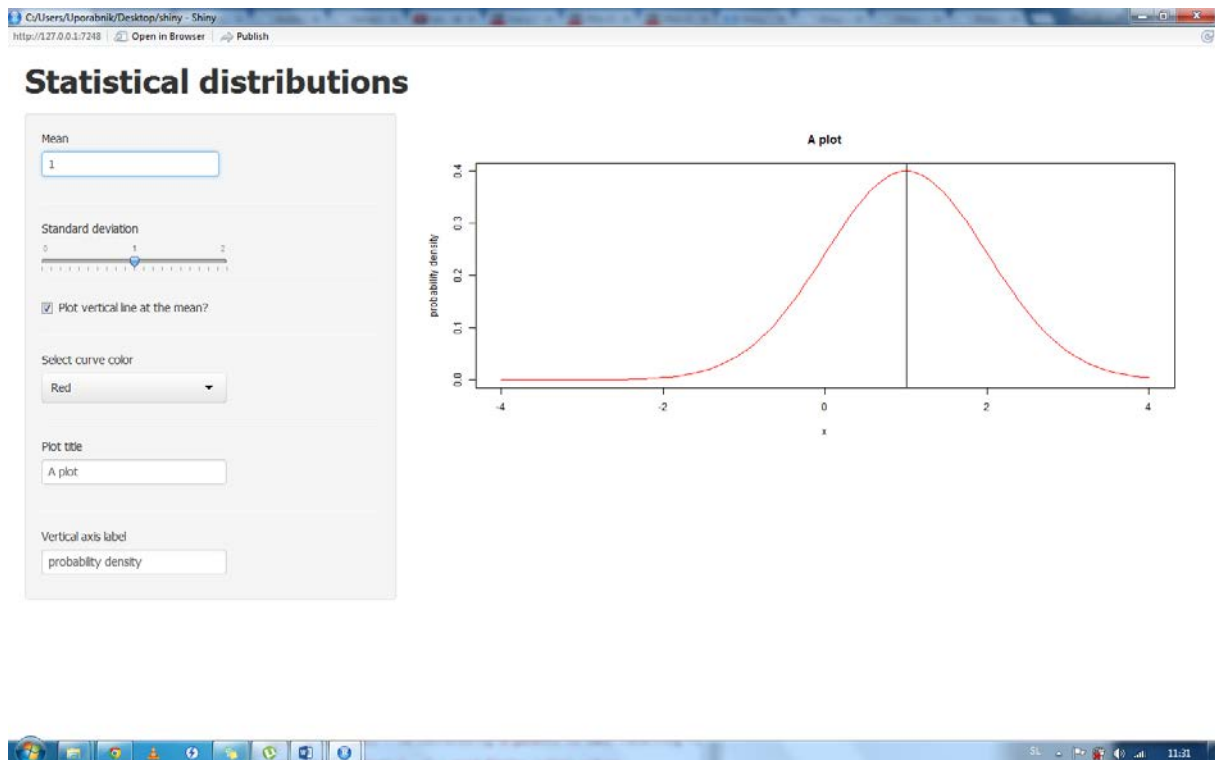 C:/Users/Uporabnik/Desktop/shiny - Shiny
http://127.0.0.1:7248 Open in Browser Publish
Statistical distributions
Mean
1
Standard deviation
0 1 2
Plot vertical line at the mean?
Select curve color
Red
Plot title
A plot
Vertical axis label
probability density
A plot
probability density
0.4
0.3
0.2
0.1
0.0
-4 -2 0 2 4
x
SL 11:31